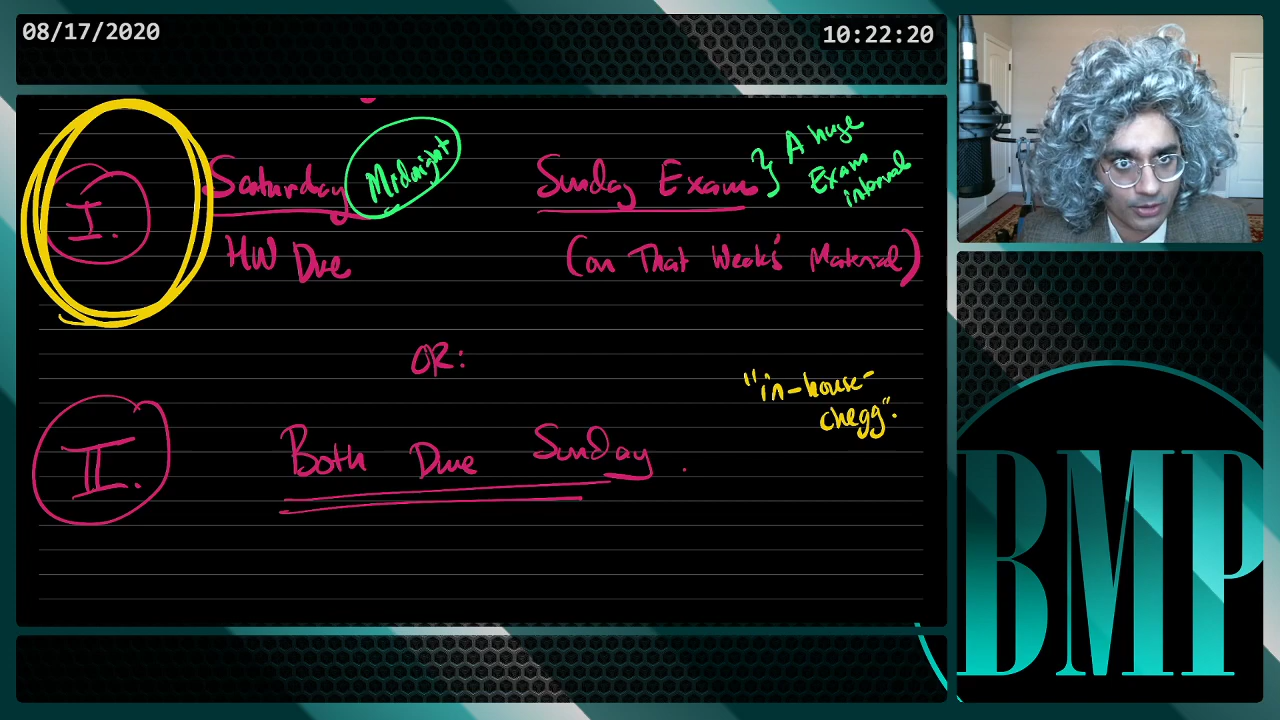 08/17/2020
10:22:20
I.
Saturday Midnight
HW Due
Sunday Exam } A huge Exam interval
(on That Week's Material)
OR:
"in-house-
chegg".
II.
Both Due Sunday.
BMP